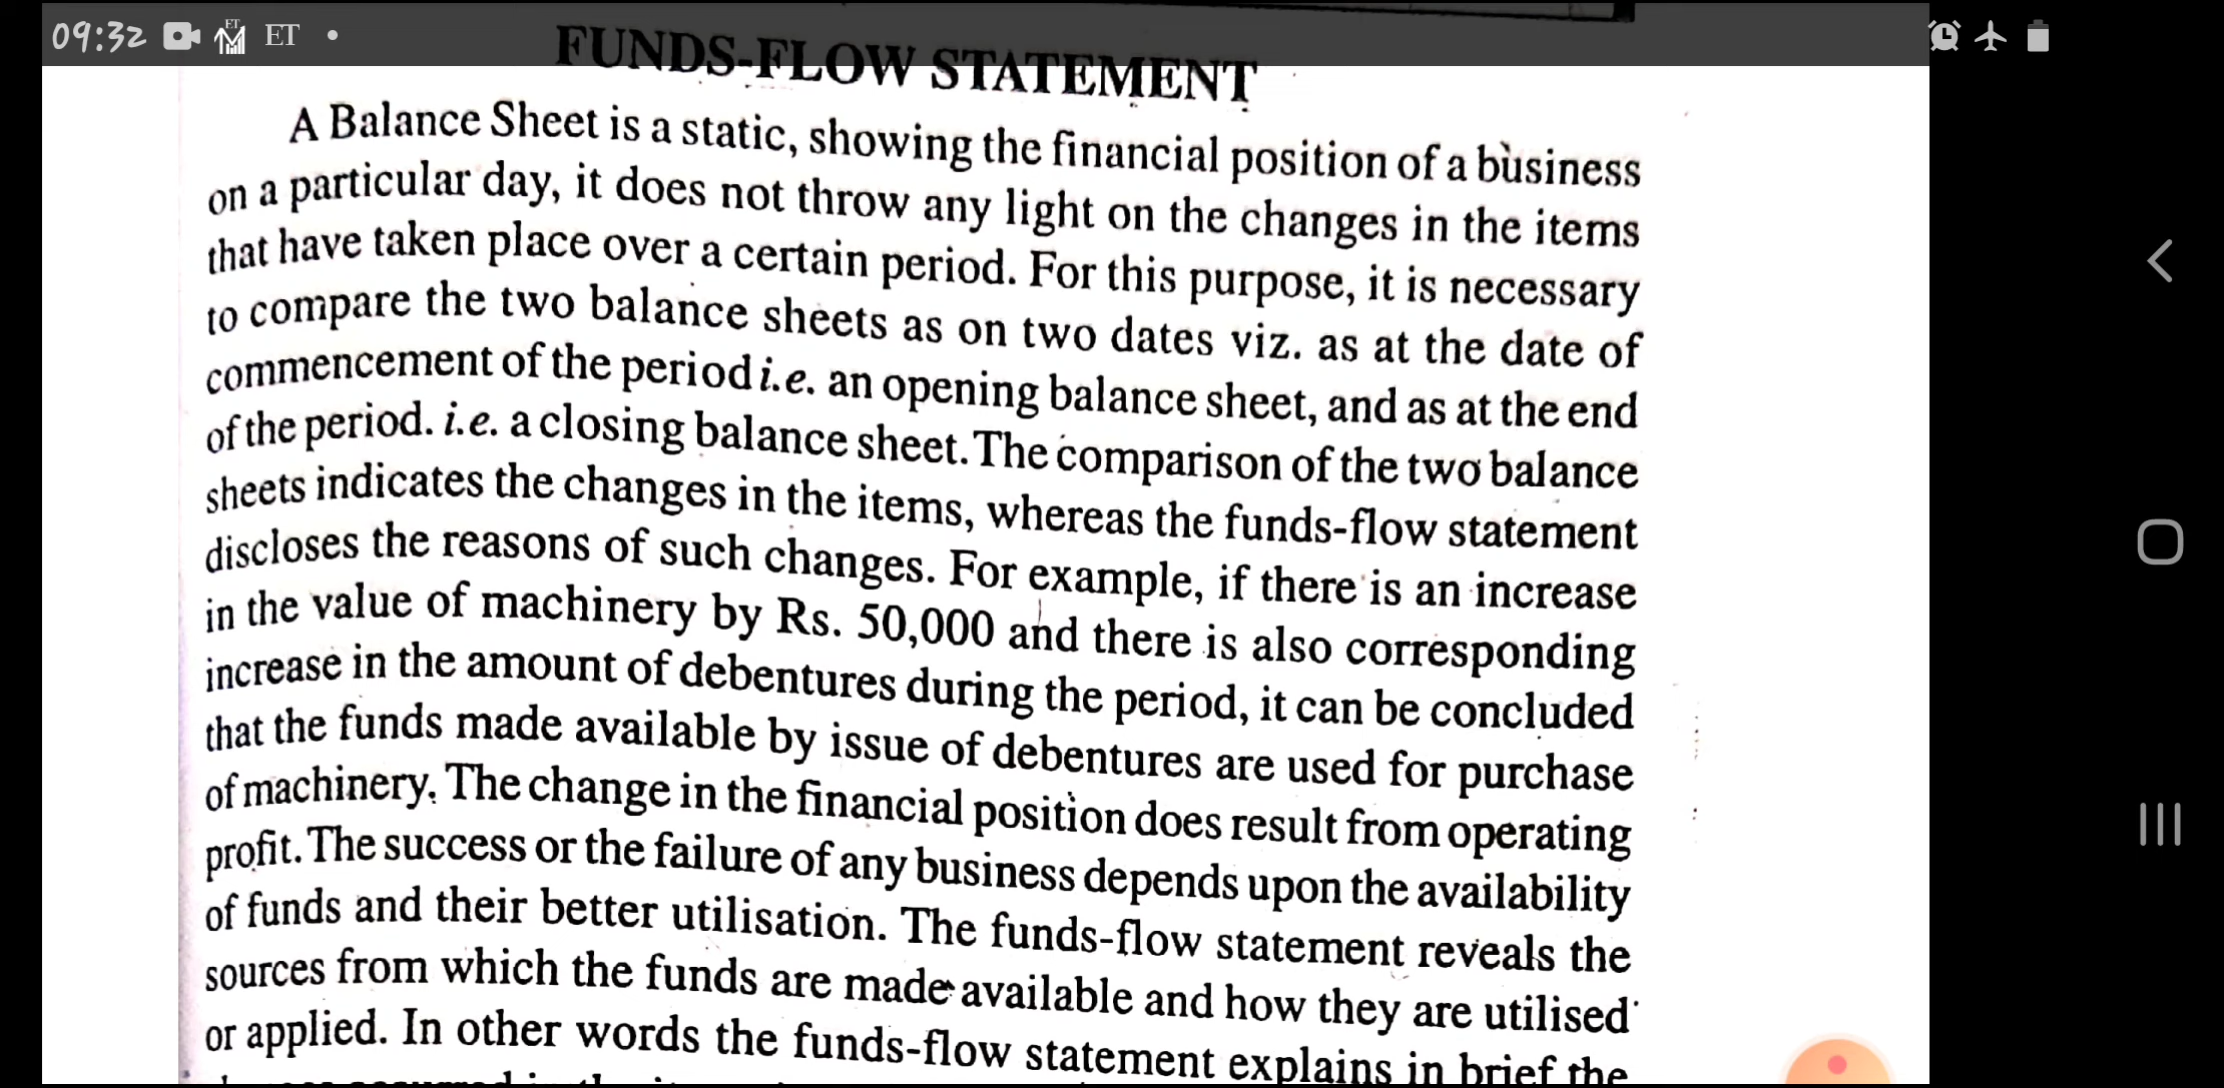 09:32 ET ET
FUNDS-FLOW STATEMENT
A Balance Sheet is a static, showing the financial position of a business
on a particular day, it does not throw any light on the changes in the items
that have taken place over a certain period. For this purpose, it is necessary
to compare the two balance sheets as on two dates viz. as at the date of
commencement of the period i.e. an opening balance sheet, and as at the end
of the period. i.e. a closing balance sheet. The comparison of the two balance
sheets indicates the changes in the items, whereas the funds-flow statement
discloses the reasons of such changes. For example, if there is an increase
in the value of machinery by Rs. 50,000 and there is also corresponding
increase in the amount of debentures during the period, it can be concluded
that the funds made available by issue of debentures are used for purchase
of machinery. The change in the financial position does result from operating
profit. The success or the failure of any business depends upon the availability
of funds and their better utilisation. The funds-flow statement reveals the
sources from which the funds are made available and how they are utilised
or applied. In other words the funds-flow statement explains in brief the